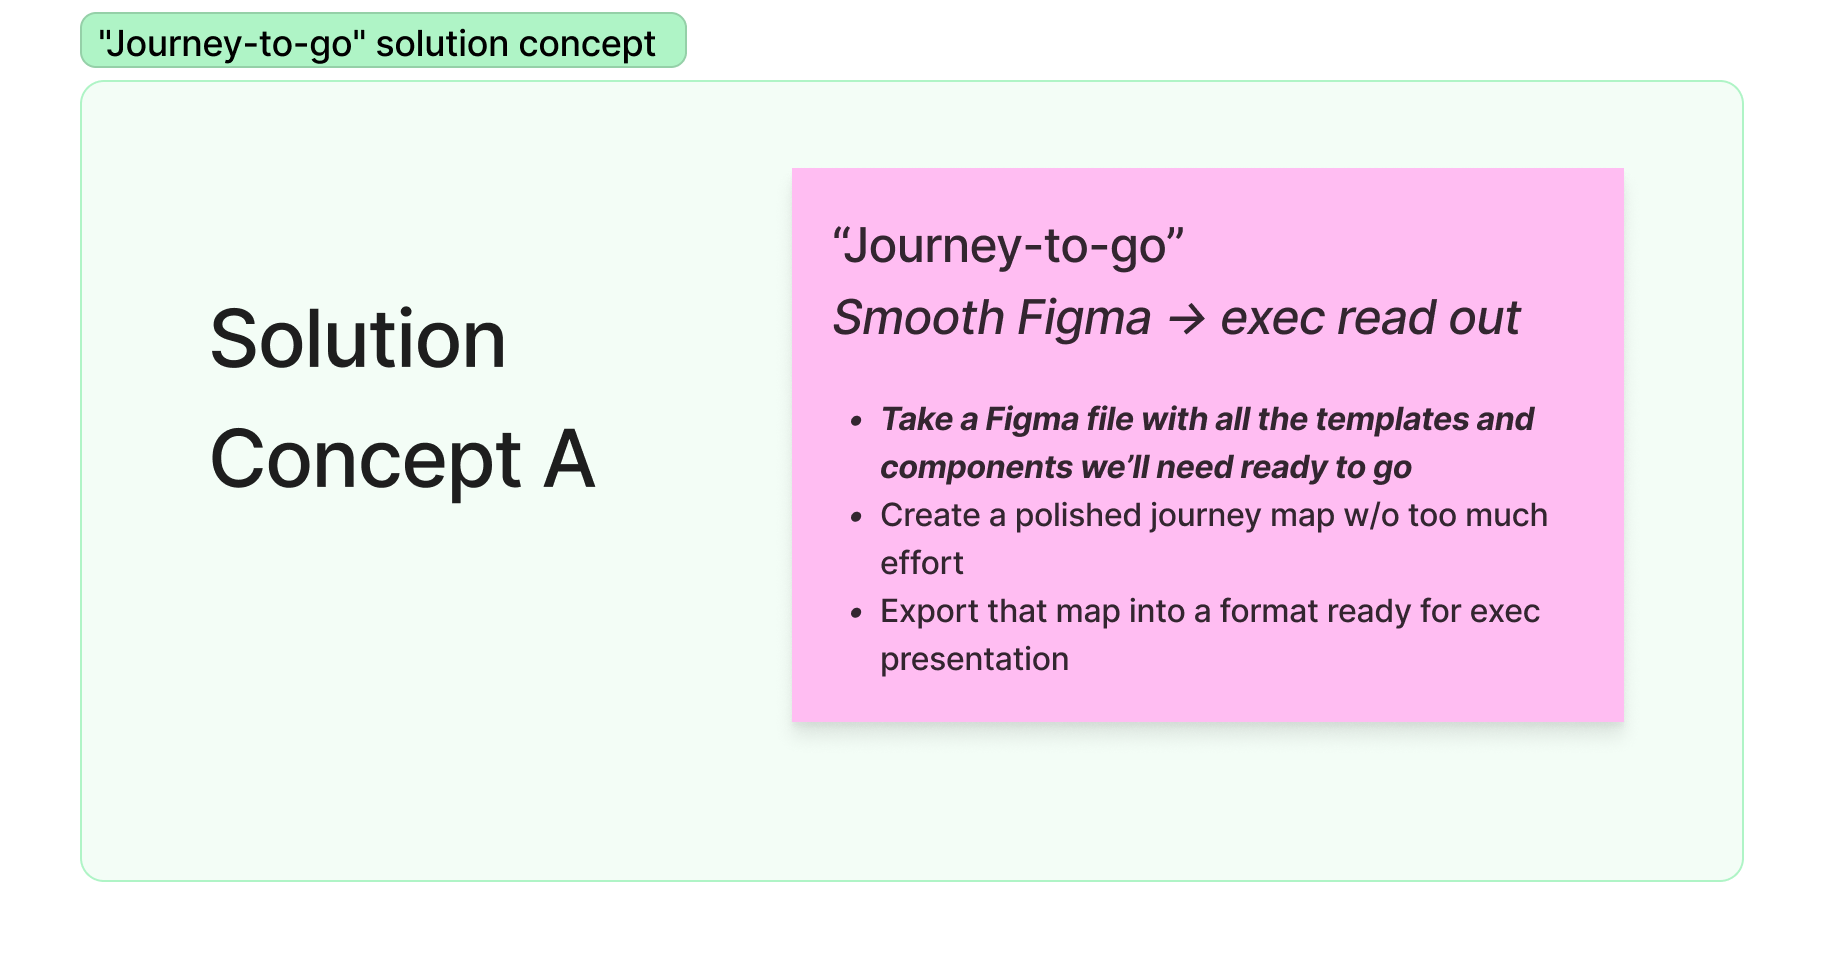 "Journey-to-go" solution concept
Solution
Concept A
“Journey-to-go”
Smooth Figma → exec read out
• Take a Figma file with all the templates and
components we’ll need ready to go
• Create a polished journey map w/o too much
effort
• Export that map into a format ready for exec
presentation